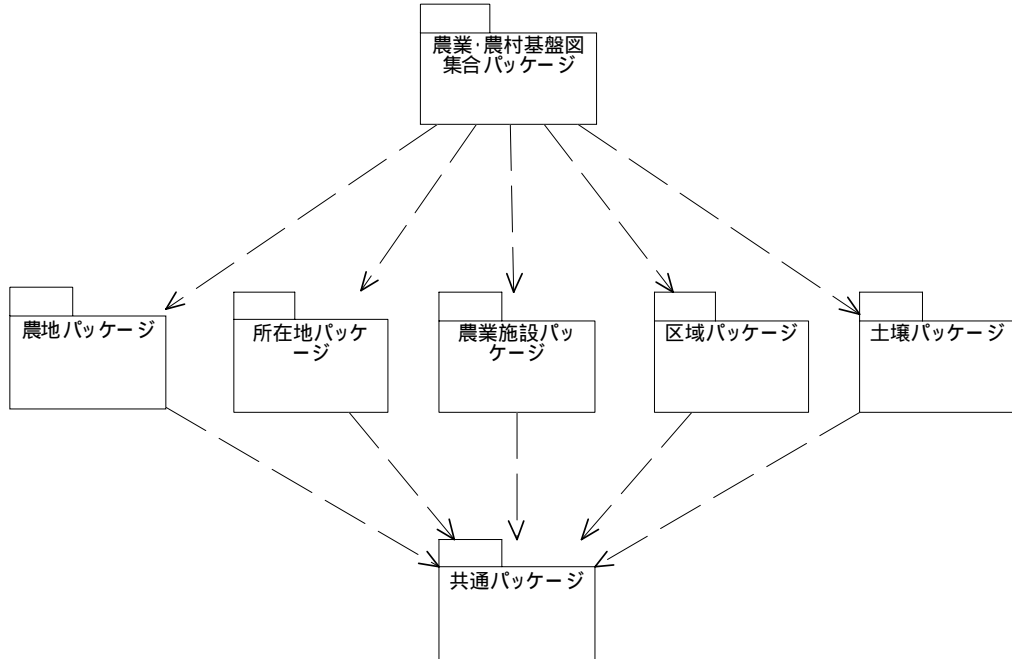 農業・農村基盤図
集合パッケージ
農地パッケージ
所在地パッケ
ージ
農業施設パッ
ケージ
区域パッケージ
土壌パッケージ
共通パッケージ